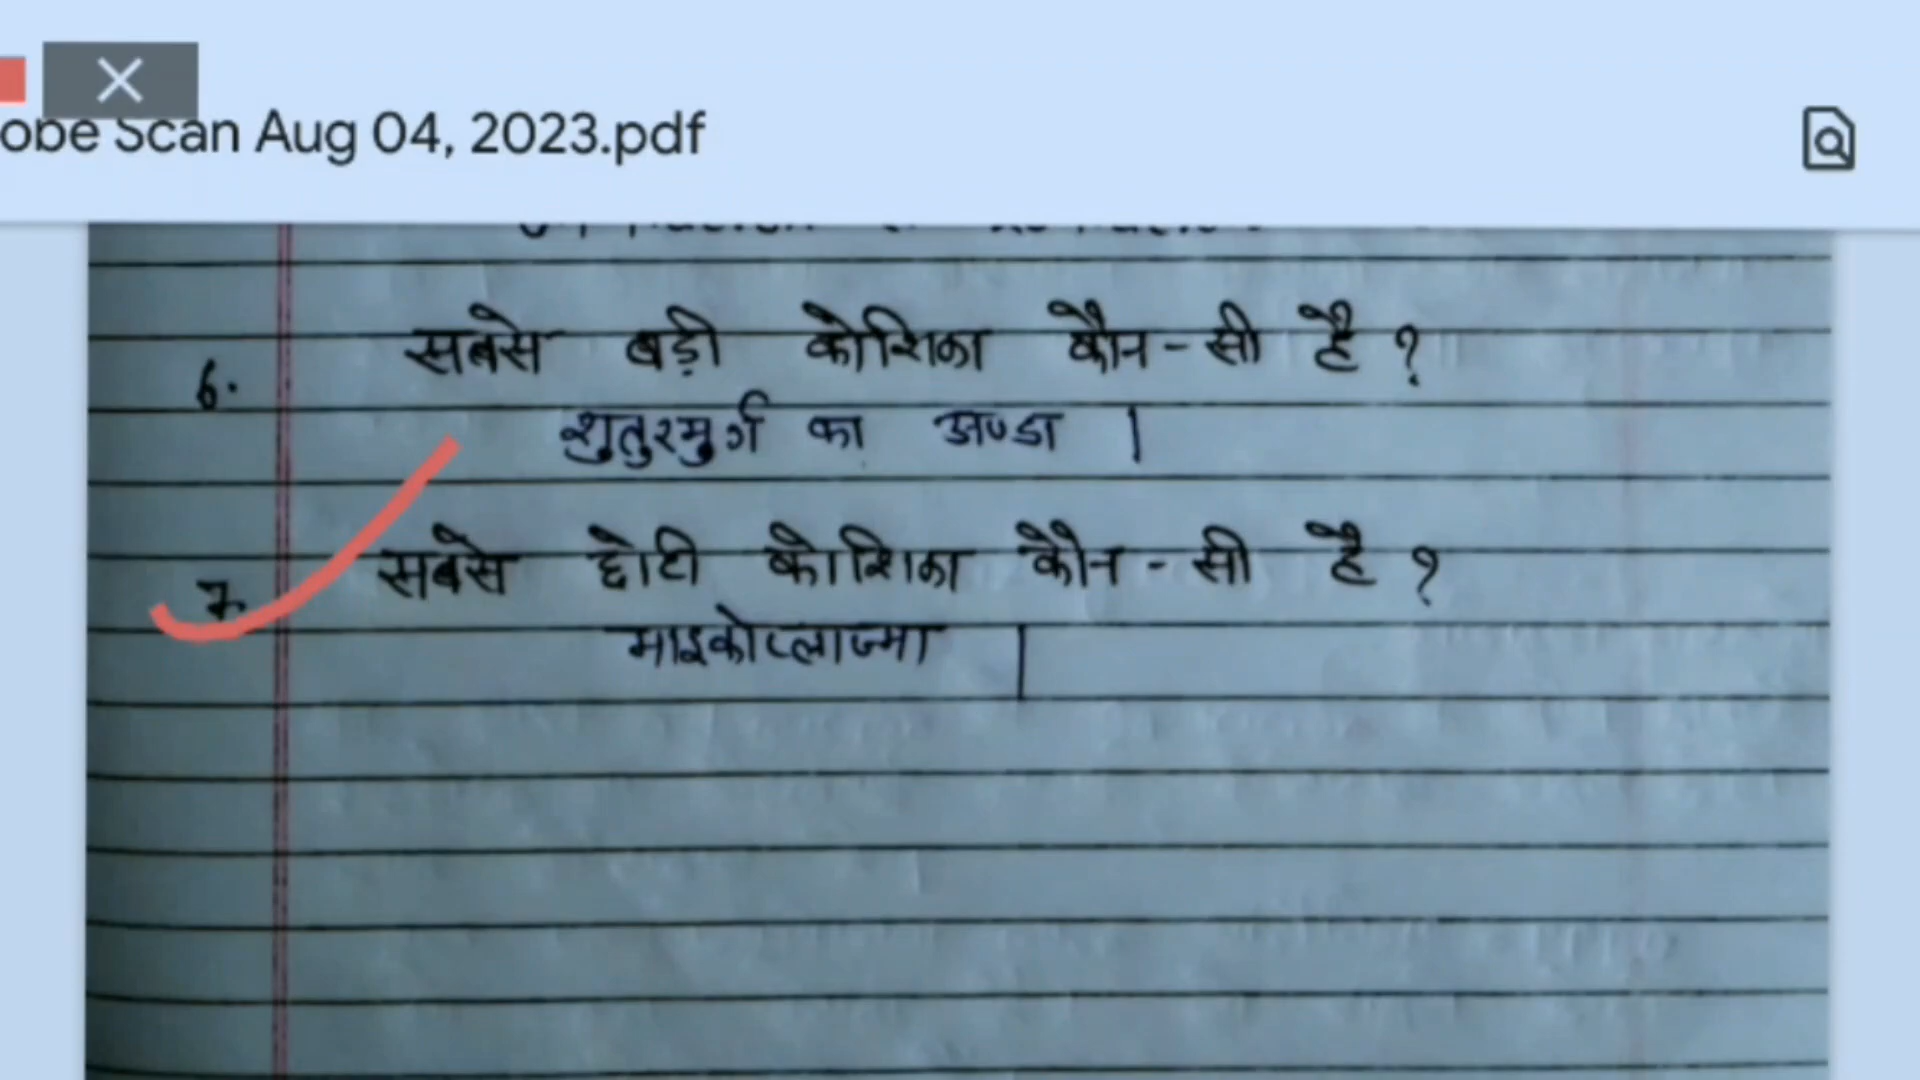 obe Scan Aug 04, 2023.pdf
6. सबसे बड़ी कोशिका कौन-सी है ?
शुतुरमुर्ग का अण्डा |
7. सबसे छोटी कोशिका कौन-सी है ?
माइकोप्लाज्मा |